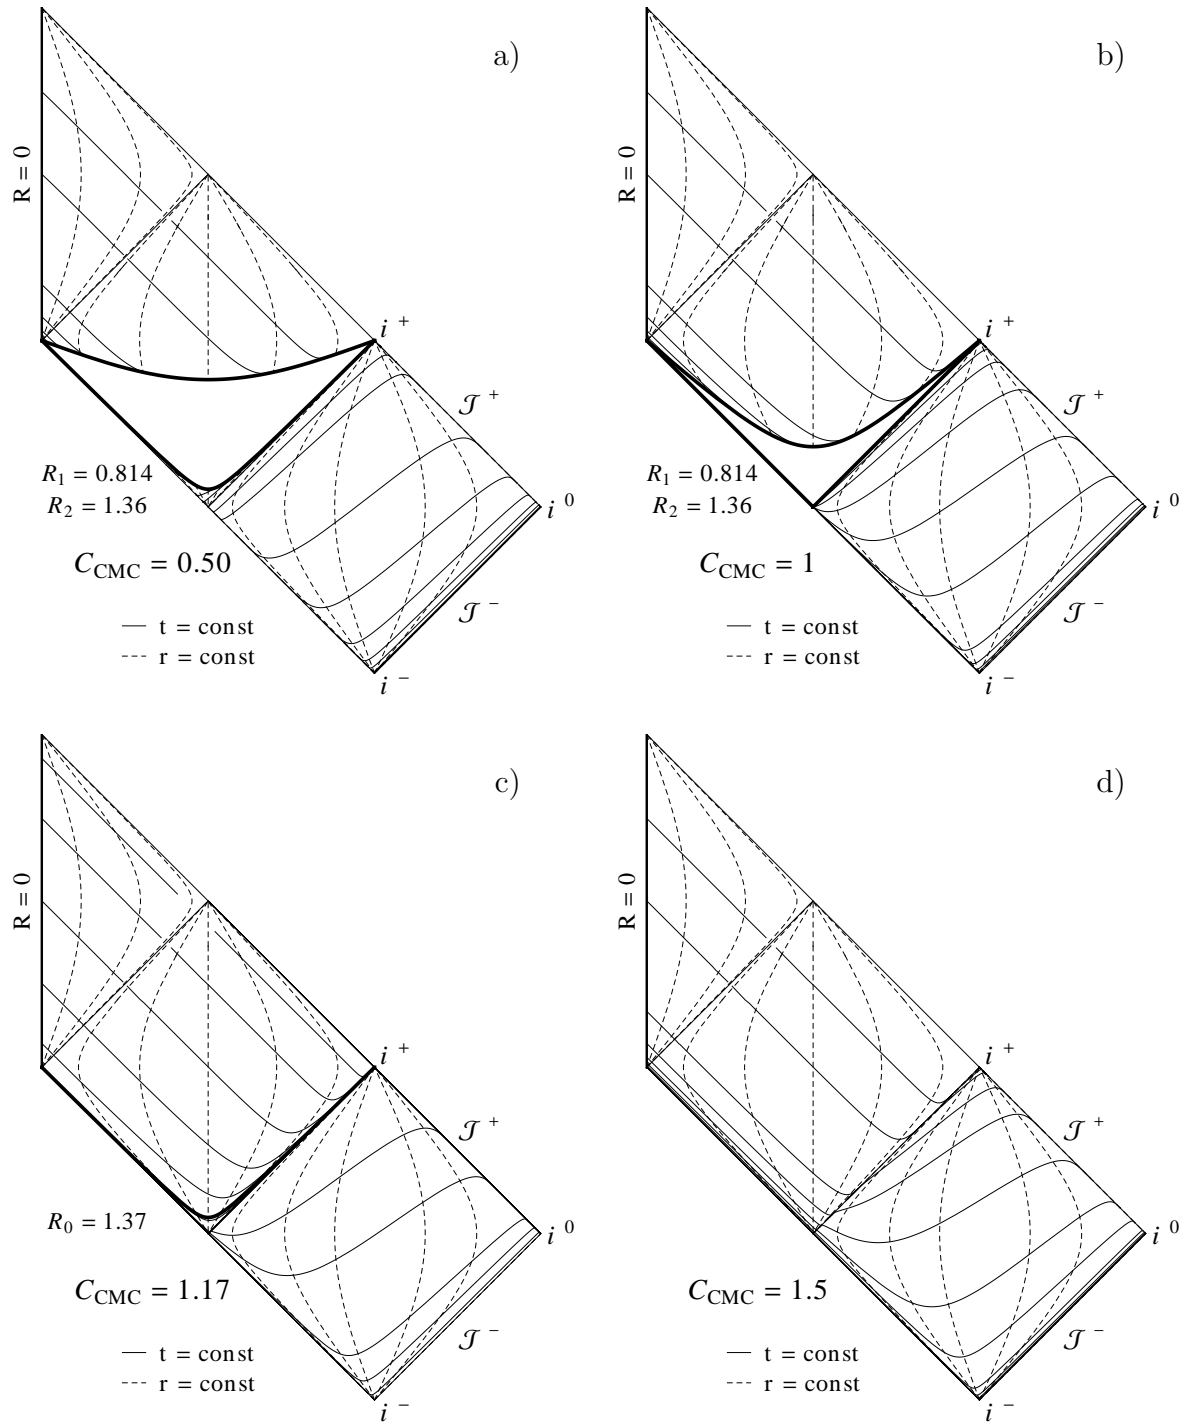 a)
R = 0
i +
𝒥 +
R1 = 0.814
R2 = 1.36
i 0
CCMC = 0.50
𝒥 −
t = const
r = const
i −
b)
R = 0
i +
𝒥 +
R1 = 0.814
R2 = 1.36
i 0
CCMC = 1
𝒥 −
t = const
r = const
i −
c)
R = 0
i +
𝒥 +
R0 = 1.37
i 0
CCMC = 1.17
𝒥 −
t = const
r = const
i −
d)
R = 0
i +
𝒥 +
i 0
CCMC = 1.5
𝒥 −
t = const
r = const
i −